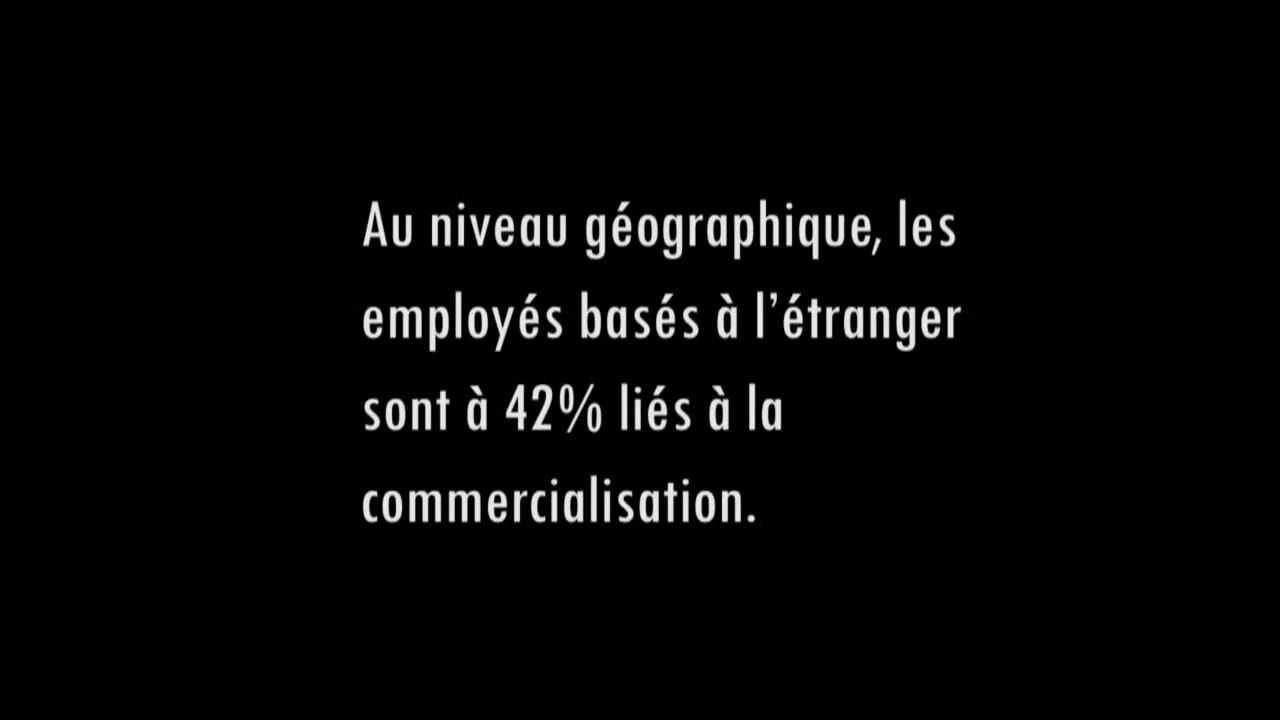 Au niveau géographique, les
employés basés à l’étranger
sont à 42% liés à la
commercialisation.